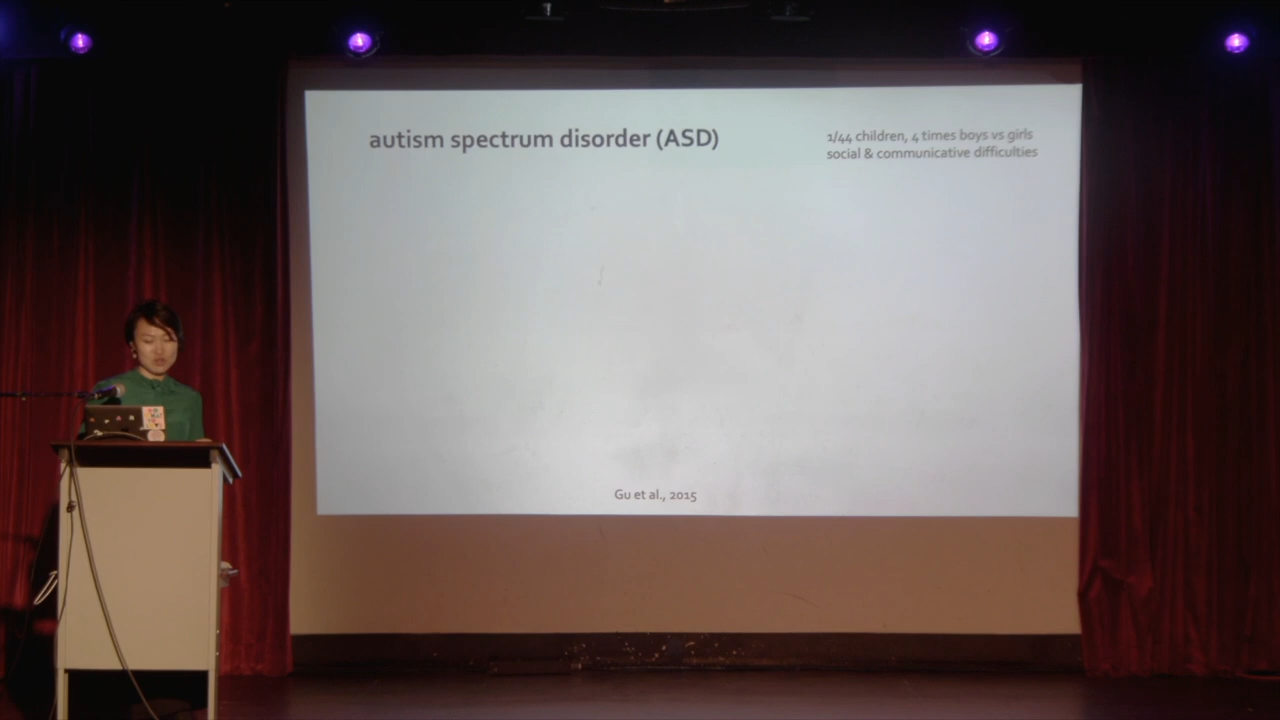 autism spectrum disorder (ASD)
1/44 children, 4 times boys vs girls
social & communicative difficulties
Gu et al., 2015